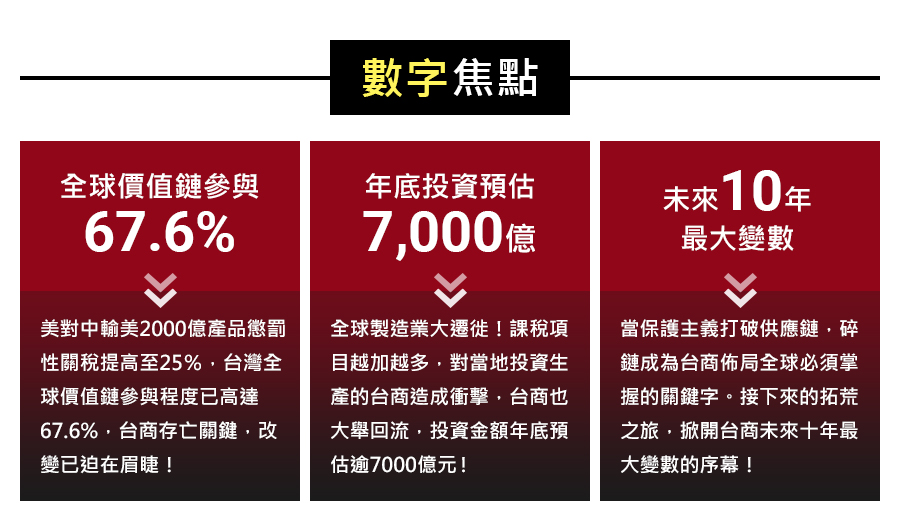 數字焦點
全球價值鏈參與
67.6%
美對中輸美2000億產品懲罰
性關稅提高至25%，台灣全
球價值鏈參與程度已高達
67.6%，台商存亡關鍵，改
變已迫在眉睫！
年底投資預估
7,000億
全球製造業大遷徙！課稅項
目越加越多，對當地投資生
產的台商造成衝擊，台商也
大舉回流，投資金額年底預
估逾7000億元！
未來10年
最大變數
當保護主義打破供應鏈，碎
鏈成為台商佈局全球必須掌
握的關鍵字。接下來的拓荒
之旅，掀開台商未來十年最
大變數的序幕！